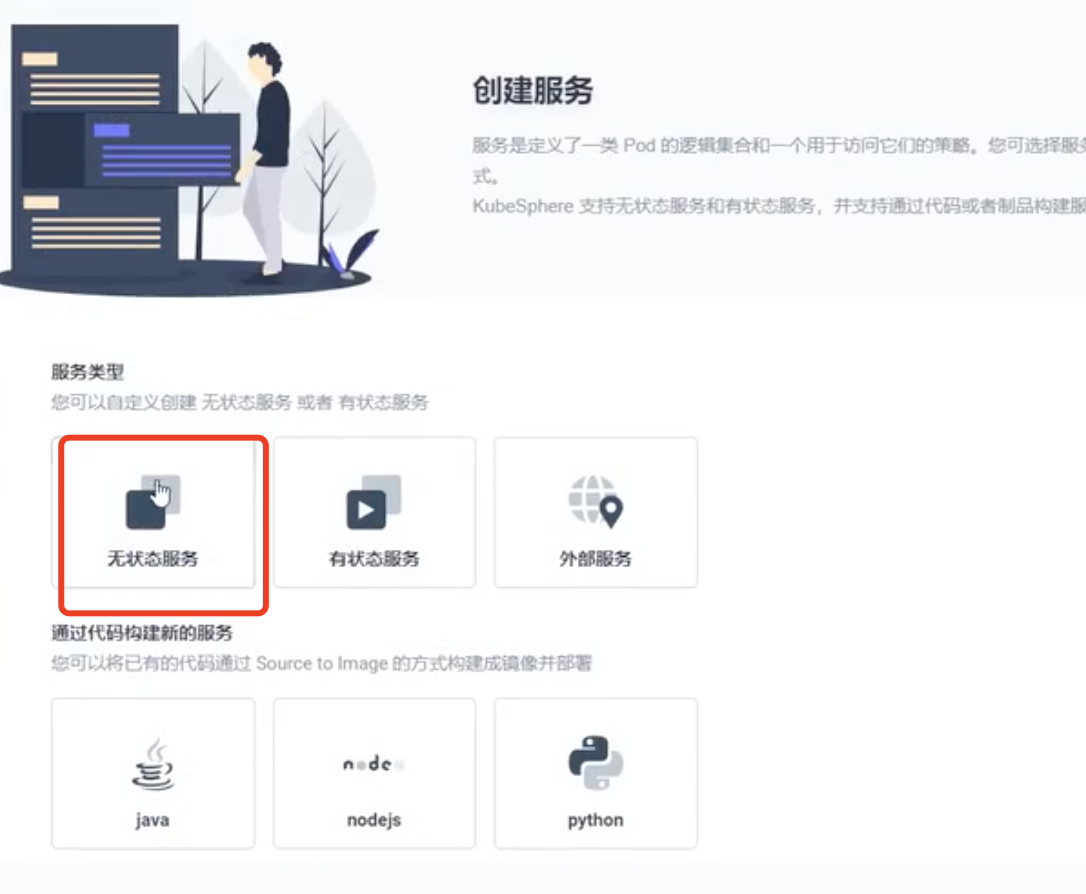 创建服务
服务是定义了一类 Pod 的逻辑集合和一个用于访问它们的策略。您可选择服
式。
KubeSphere 支持无状态服务和有状态服务，并支持通过代码或者制品构建服
服务类型
您可以自定义创建 无状态服务 或者 有状态服务
无状态服务
有状态服务
外部服务
通过代码构建新的服务
您可以将已有的代码通过 Source to Image 的方式构建成镜像并部署
node
java
nodejs
python